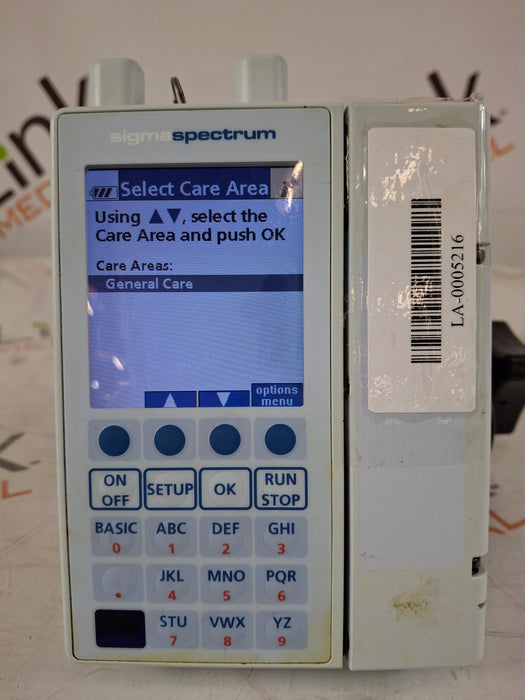 sigmaspectrum
Select Care Area i
Using ▲▼, select the
Care Area and push OK
Care Areas:
General Care
▲ ▼ options
menu
ON
OFF
SETUP
OK
RUN
STOP
BASIC ABC DEF GHI
0 1 2 3
JKL MNO PQR
. 4 5 6
STU VWX YZ
7 8 9
LA-0005216